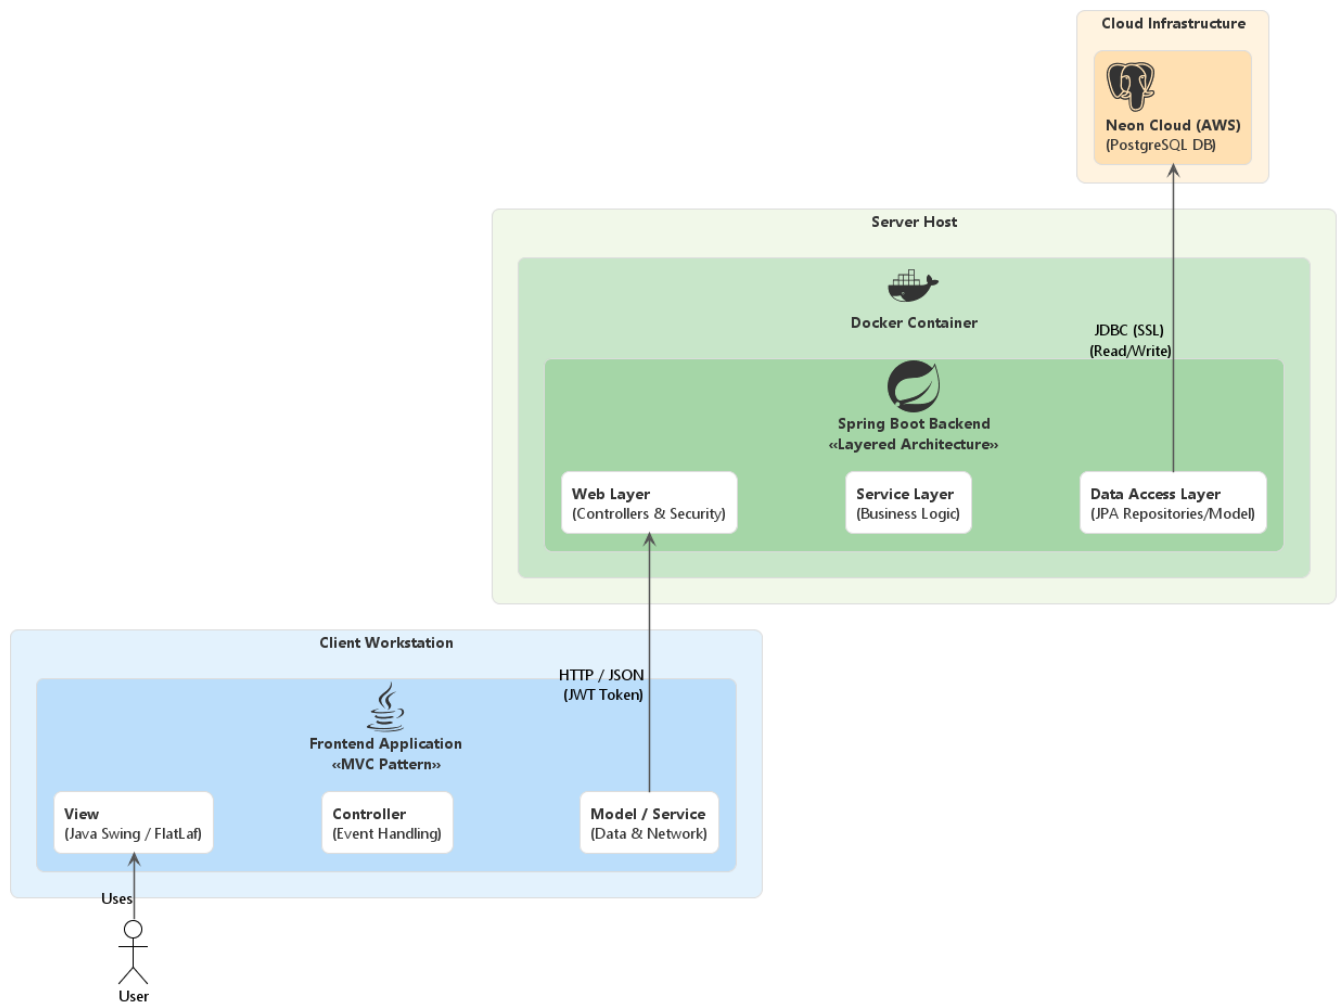 Cloud Infrastructure
Neon Cloud (AWS)
(PostgreSQL DB)
Server Host
Docker Container
JDBC (SSL)
(Read/Write)
Spring Boot Backend
«Layered Architecture»
Web Layer
(Controllers & Security)
Service Layer
(Business Logic)
Data Access Layer
(JPA Repositories/Model)
Client Workstation
HTTP / JSON
(JWT Token)
Frontend Application
«MVC Pattern»
View
(Java Swing / FlatLaf)
Controller
(Event Handling)
Model / Service
(Data & Network)
Uses
User